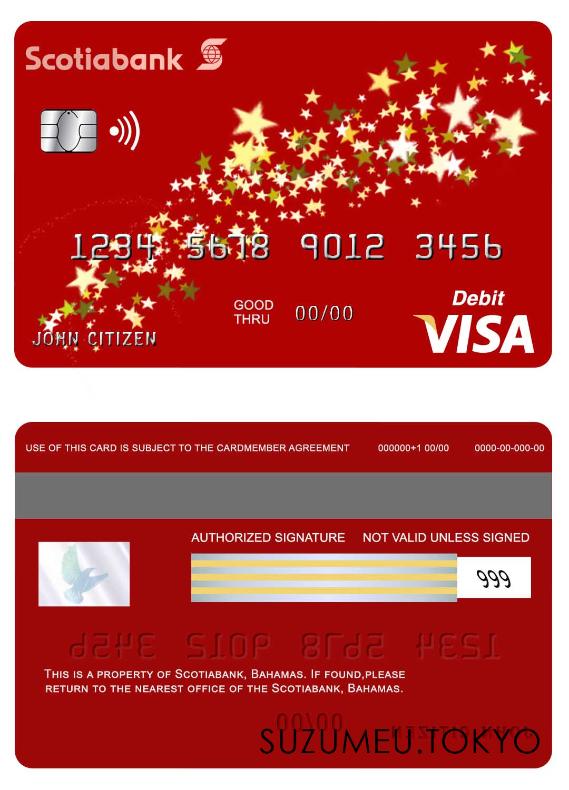 Scotiabank
1234 5678 9012 3456
GOOD THRU 00/00
JOHN CITIZEN
Debit
VISA
USE OF THIS CARD IS SUBJECT TO THE CARDMEMBER AGREEMENT 000000+1 00/00 0000-00-000-00
AUTHORIZED SIGNATURE NOT VALID UNLESS SIGNED
999
THIS IS A PROPERTY OF SCOTIABANK, BAHAMAS. IF FOUND,PLEASE
RETURN TO THE NEAREST OFFICE OF THE SCOTIABANK, BAHAMAS.
00/00
SUZUMEU.TOKYO